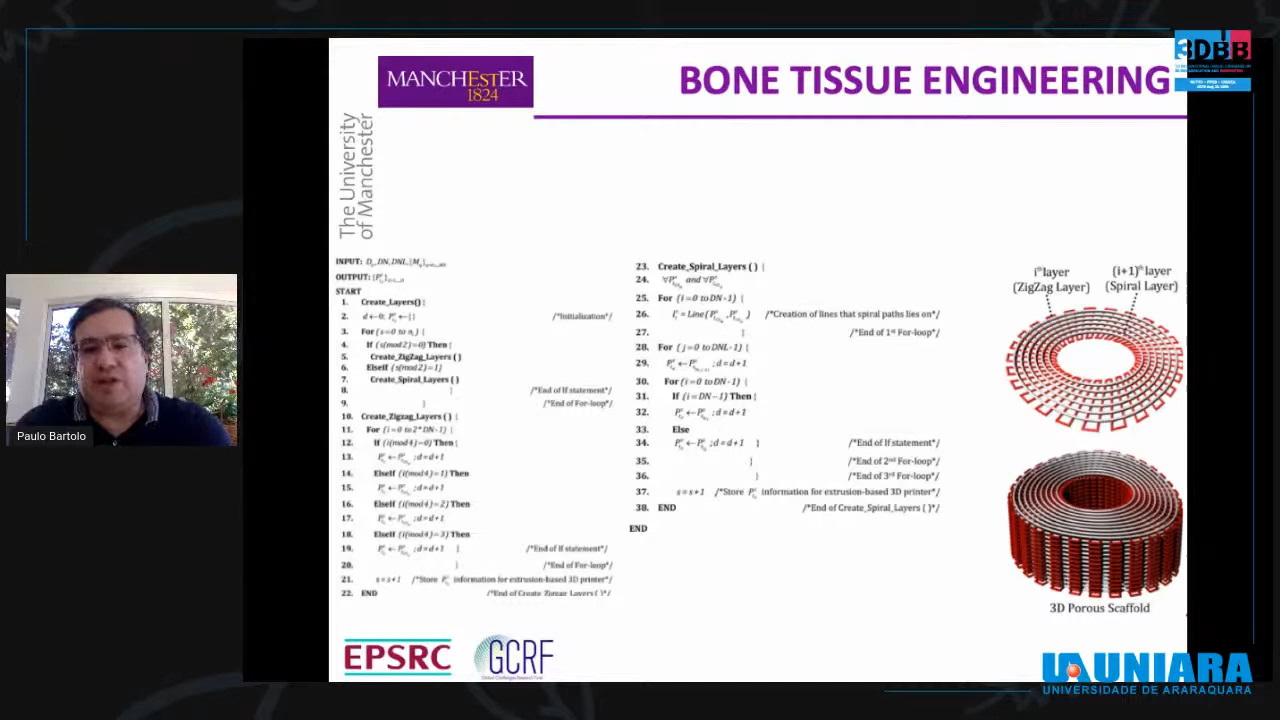 MANCHESTER
1824
The University
of Manchester
BONE TISSUE ENGINEERING
3DBB
INPUT:
OUTPUT:
START
1. Create_Layers() {
2. /*Initialization*/
3. For {
4. If (s(mod 2)=0) Then {
5. Create_ZigZag_Layers ( )
6. ElseIf (s(mod 2)=1)
7. Create_Spiral_Layers ( )
8. } /*End of If statement*/
9. } /*End of For-loop*/
10. Create_Zigzag_Layers ( ) {
11. For (i=0 to 2*DN-1) {
12. If (i(mod 4)=0) Then {
13. ; d=d+1
14. ElseIf (i(mod 4)=1) Then
15. ; d=d+1
16. ElseIf (i(mod 4)=2) Then
17. ; d=d+1
18. ElseIf (i(mod 4)=3) Then
19. ; d=d+1 } /*End of If statement*/
20. } /*End of For-loop*/
21. s=s+1 /*Store information for extrusion-based 3D printer*/
22. END /*End of Create_Zigzag_Layers ( )*/
23. Create_Spiral_Layers ( ) {
24. and
25. For (i=0 to DN-1) {
26. /*Creation of lines that spiral paths lies on*/
27. } /*End of 1st For-loop*/
28. For (j=0 to DNL-1) {
29. ; d=d+1
30. For (i=0 to DN-1) {
31. If (i=DN-1) Then {
32. ; d=d+1
33. Else
34. ; d=d+1 } /*End of If statement*/
35. } /*End of 2nd For-loop*/
36. } /*End of 3rd For-loop*/
37. s=s+1 /*Store information for extrusion-based 3D printer*/
38. END /*End of Create_Spiral_Layers ( )*/
END
ith layer
(ZigZag Layer)
(i+1)th layer
(Spiral Layer)
3D Porous Scaffold
Paulo Bartolo
EPSRC
GCRF
UNIARA
UNIVERSIDADE DE ARARAQUARA